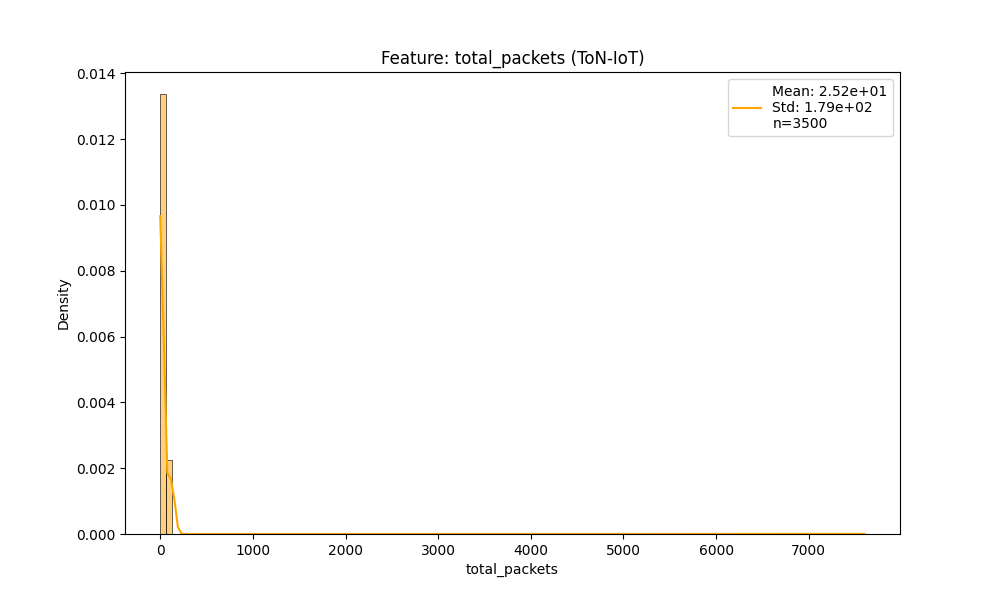 Feature: total_packets (ToN-IoT)
Mean: 2.52e+01
Std: 1.79e+02
n=3500
Density
0.014
0.012
0.010
0.008
0.006
0.004
0.002
0.000
0 1000 2000 3000 4000 5000 6000 7000
total_packets